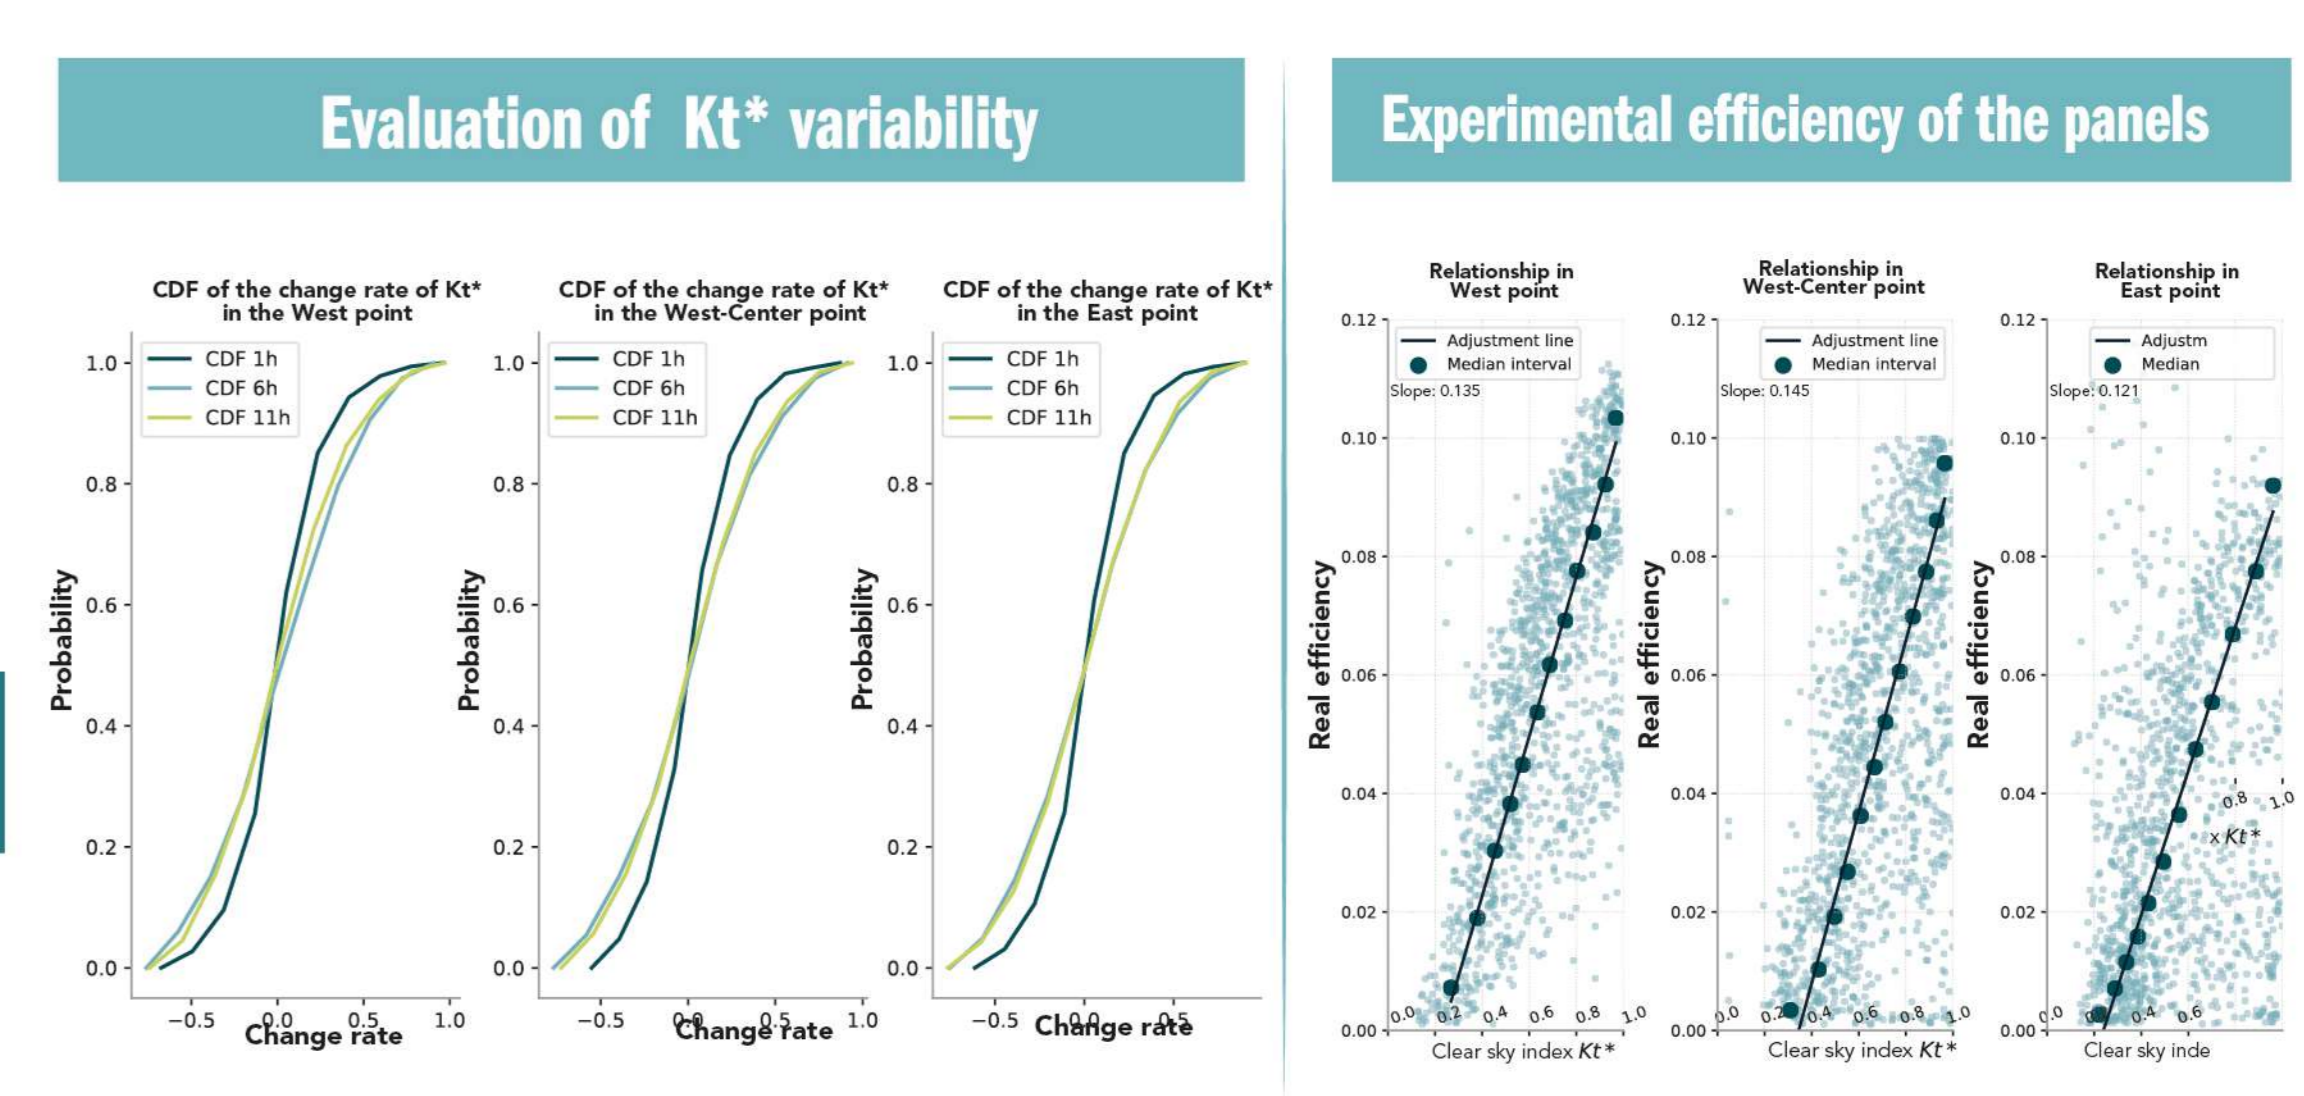 Evaluation of Kt* variability
Experimental efficiency of the panels
CDF of the change rate of Kt*
in the West point
1.0
0.8
0.6
0.4
0.2
0.0
Probability
CDF 1h
CDF 6h
CDF 11h
−0.5
0.0
0.5
1.0
Change rate
CDF of the change rate of Kt*
in the West-Center point
1.0
0.8
0.6
0.4
0.2
0.0
Probability
CDF 1h
CDF 6h
CDF 11h
−0.5
0.0
0.5
1.0
Change rate
CDF of the change rate of Kt*
in the East point
1.0
0.8
0.6
0.4
0.2
0.0
Probability
CDF 1h
CDF 6h
CDF 11h
−0.5
0.0
0.5
Change rate
Relationship in
West point
0.12
0.10
0.08
0.06
0.04
0.02
0.00
Real efficiency
Adjustment line
Median interval
Slope: 0.135
0.0
0.2
0.4
0.6
0.8
1.0
Clear sky index Kt*
Relationship in
West-Center point
0.12
0.10
0.08
0.06
0.04
0.02
0.00
Real efficiency
Adjustment line
Median interval
Slope: 0.145
0.0
0.2
0.4
0.6
0.8
1.0
Clear sky index Kt*
Relationship in
East point
0.12
0.10
0.08
0.06
0.04
0.02
0.00
Real efficiency
Adjustm
Median
Slope: 0.121
0.8
1.0
x Kt*
0.0
0.4
0.6
Clear sky inde